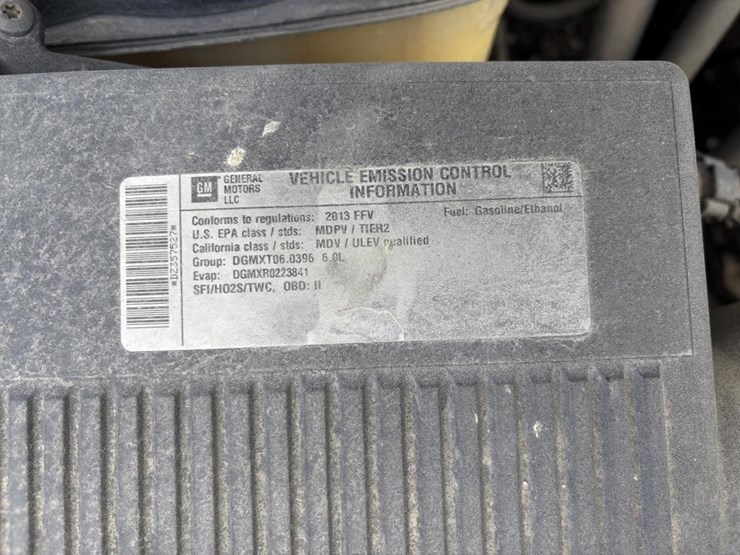 GM
GENERAL
MOTORS
LLC
VEHICLE EMISSION CONTROL
INFORMATION
Conforms to regulations: 2013 FFV
Fuel: Gasoline/Ethanol
U.S. EPA class / stds: MDPV / TIER2
California class / stds: MDV / ULEV qualified
Group: DGMXT06.0396 6.0L
Evap: DGMXR0223841
SFI/HO2S/TWC, OBD: II
*DZ357527*